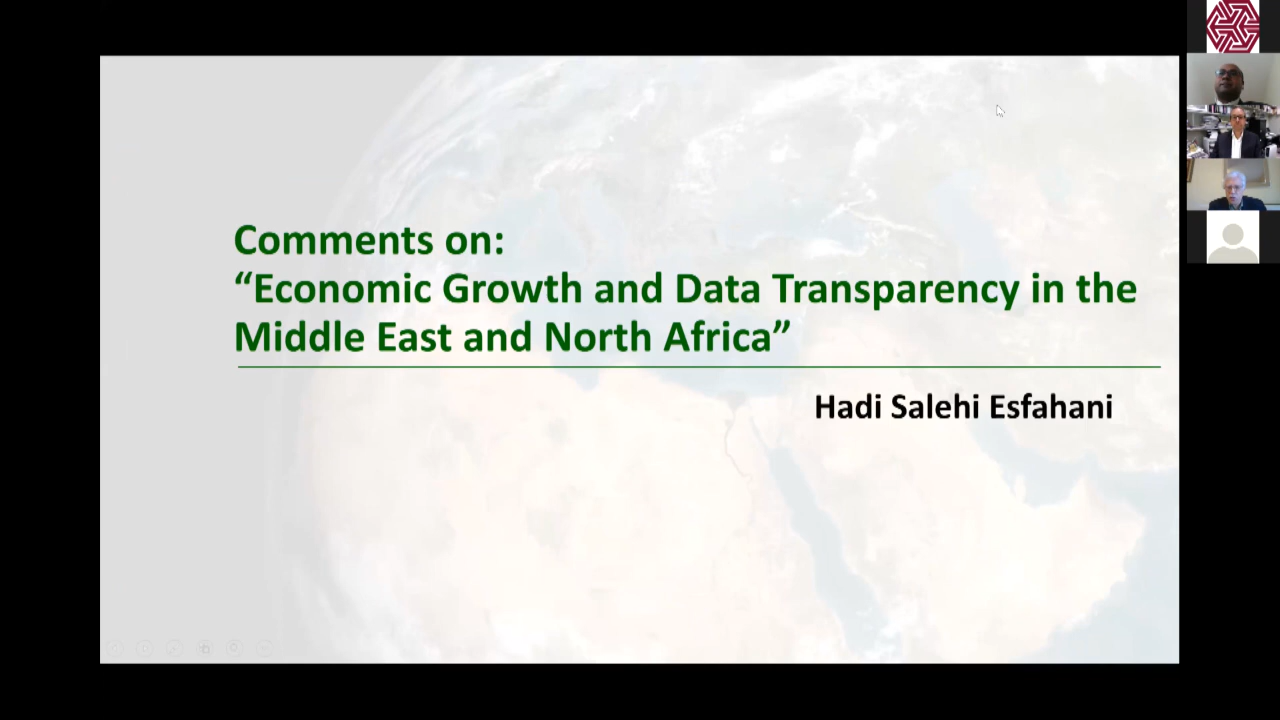 Comments on:
“Economic Growth and Data Transparency in the
Middle East and North Africa”
Hadi Salehi Esfahani